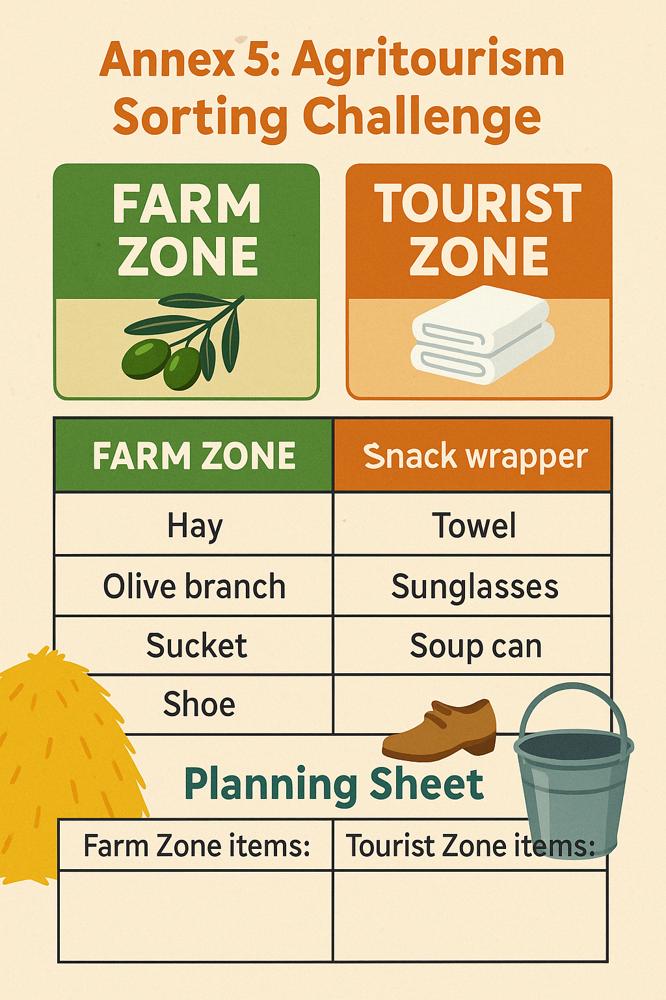 Annex 5: Agritourism
Sorting Challenge
FARM
ZONE
TOURIST
ZONE
FARM ZONE
Snack wrapper
Hay
Towel
Olive branch
Sunglasses
Sucket
Soup can
Shoe
Planning Sheet
Farm Zone items:
Tourist Zone items: